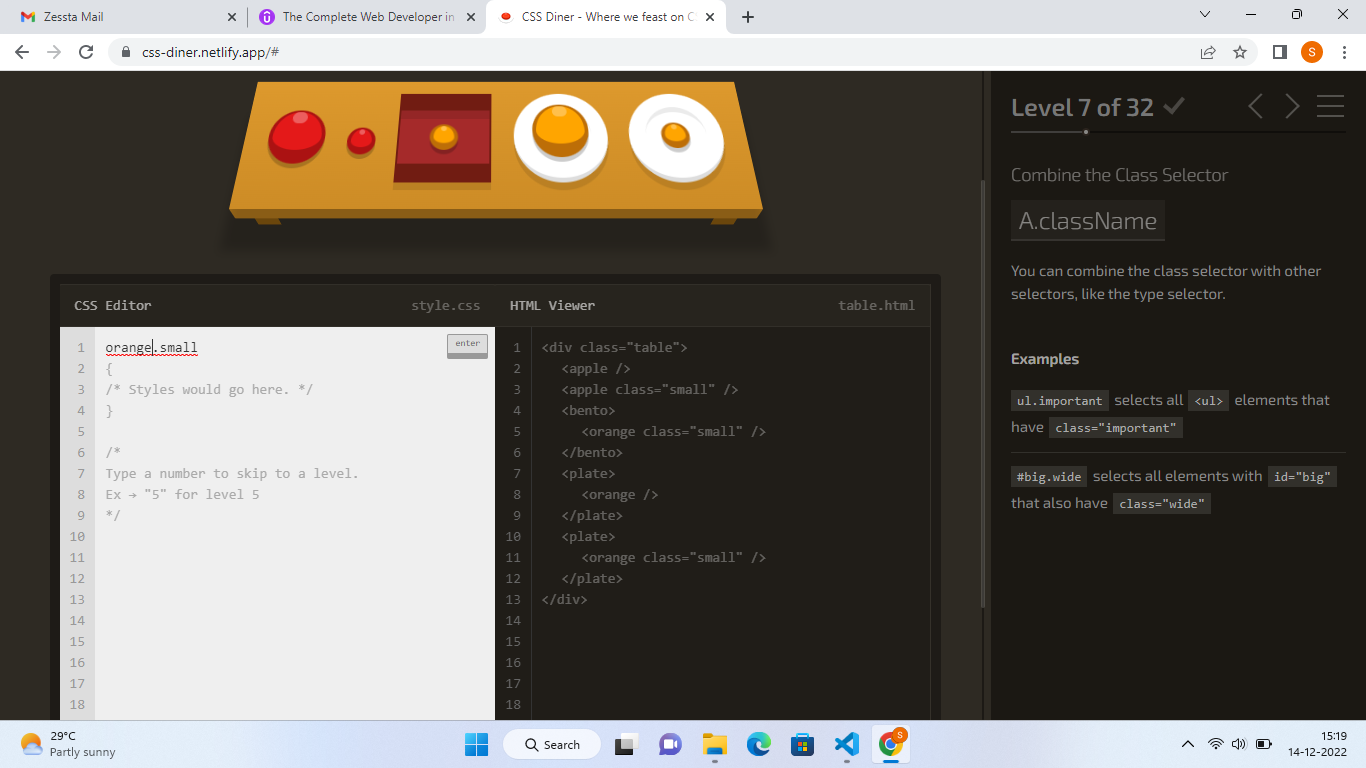 Zessta Mail
The Complete Web Developer in
CSS Diner - Where we feast on C
css-diner.netlify.app/#
S
Level 7 of 32
Combine the Class Selector
A.className
You can combine the class selector with other
selectors, like the type selector.
Examples
ul.important selects all <ul> elements that
have class="important"
#big.wide selects all elements with id="big"
that also have class="wide"
CSS Editor style.css
1 orange.small enter
2 {
3 /* Styles would go here. */
4 }
5
6 /*
7 Type a number to skip to a level.
8 Ex → "5" for level 5
9 */
10
11
12
13
14
15
16
17
18
HTML Viewer table.html
1 <div class="table">
2 <apple />
3 <apple class="small" />
4 <bento>
5 <orange class="small" />
6 </bento>
7 <plate>
8 <orange />
9 </plate>
10 <plate>
11 <orange class="small" />
12 </plate>
13 </div>
14
15
16
17
18
29°C
Partly sunny
Search
S
15:19
14-12-2022